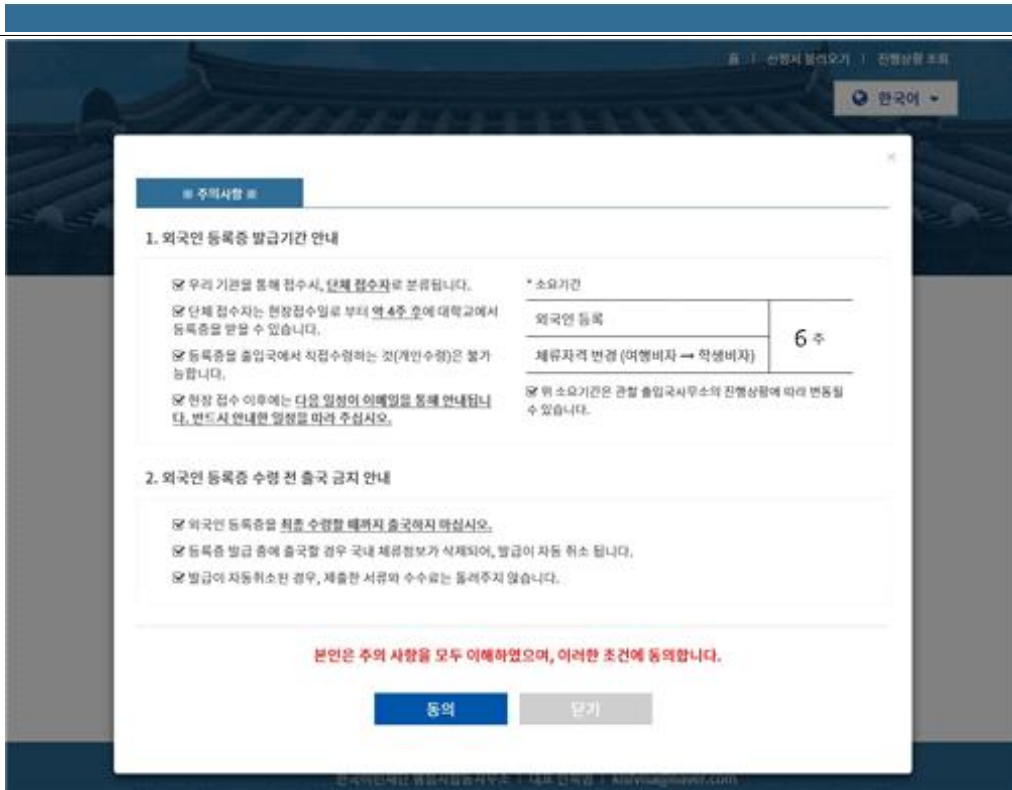 홈 | 신청서 불러오기 | 진행상황 조회
한국어
※ 주의사항 ※
1. 외국인 등록증 발급기간 안내
우리 기관을 통해 접수시, 단체 접수자로 분류됩니다.
단체 접수자는 현장접수일로 부터 약 4주 후에 대학교에서
등록증을 받을 수 있습니다.
등록증을 출입국에서 직접수령하는 것(개인수령)은 불가
능합니다.
현장 접수 이후에는 다음 일정이 이메일을 통해 안내됩니
다. 반드시 안내한 일정을 따라 주십시오.
* 소요기간
외국인 등록
체류자격 변경 (여행비자 → 학생비자)
6 주
위 소요기간은 관할 출입국사무소의 진행상황에 따라 변동될
수 있습니다.
2. 외국인 등록증 수령 전 출국 금지 안내
외국인 등록증을 최종 수령할 때까지 출국하지 마십시오.
등록증 발급 중에 출국할 경우 국내 체류정보가 삭제되어, 발급이 자동 취소 됩니다.
발급이 자동취소된 경우, 제출한 서류와 수수료는 돌려주지 않습니다.
본인은 주의 사항을 모두 이해하였으며, 이러한 조건에 동의합니다.
동의
닫기